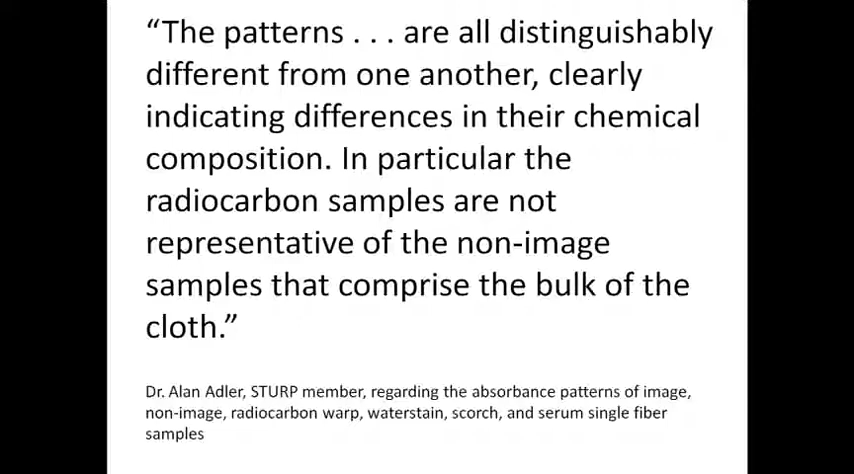 “The patterns . . . are all distinguishably
different from one another, clearly
indicating differences in their chemical
composition. In particular the
radiocarbon samples are not
representative of the non-image
samples that comprise the bulk of the
cloth.”
Dr. Alan Adler, STURP member, regarding the absorbance patterns of image,
non-image, radiocarbon warp, waterstain, scorch, and serum single fiber
samples